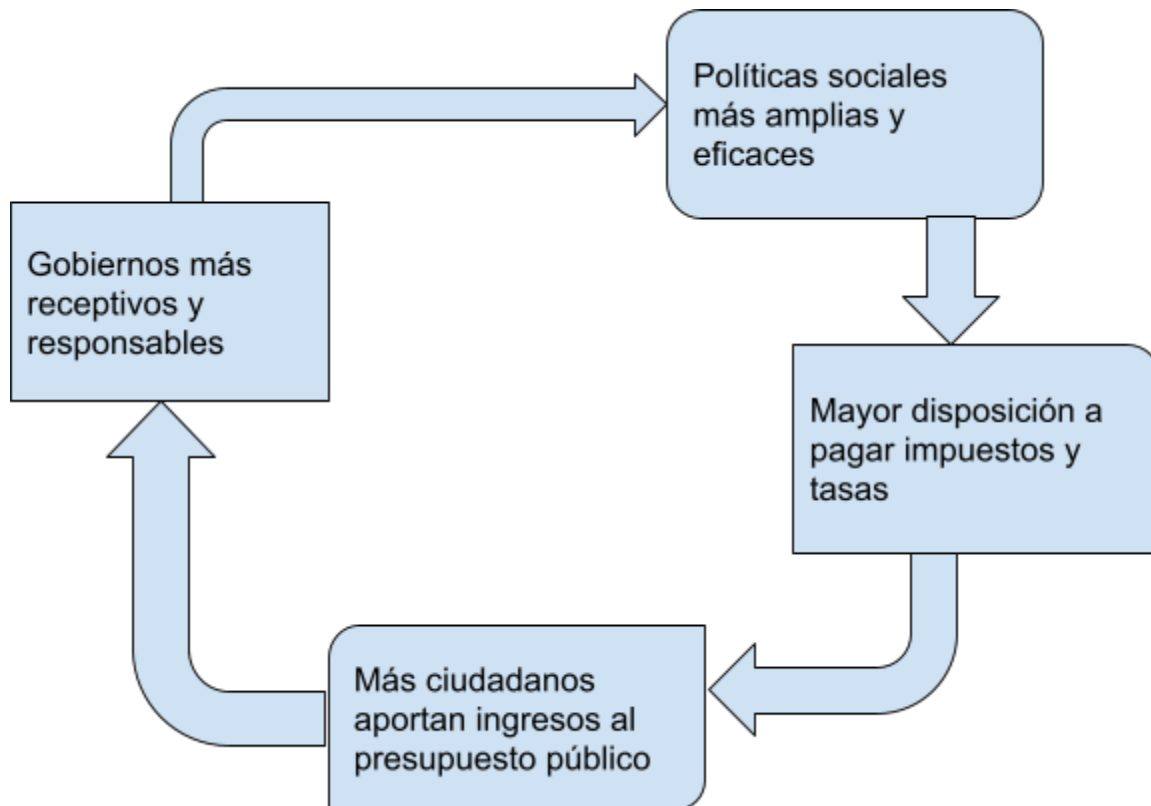 Políticas sociales
más amplias y
eficaces
Gobiernos más
receptivos y
responsables
Mayor disposición a
pagar impuestos y
tasas
Más ciudadanos
aportan ingresos al
presupuesto público